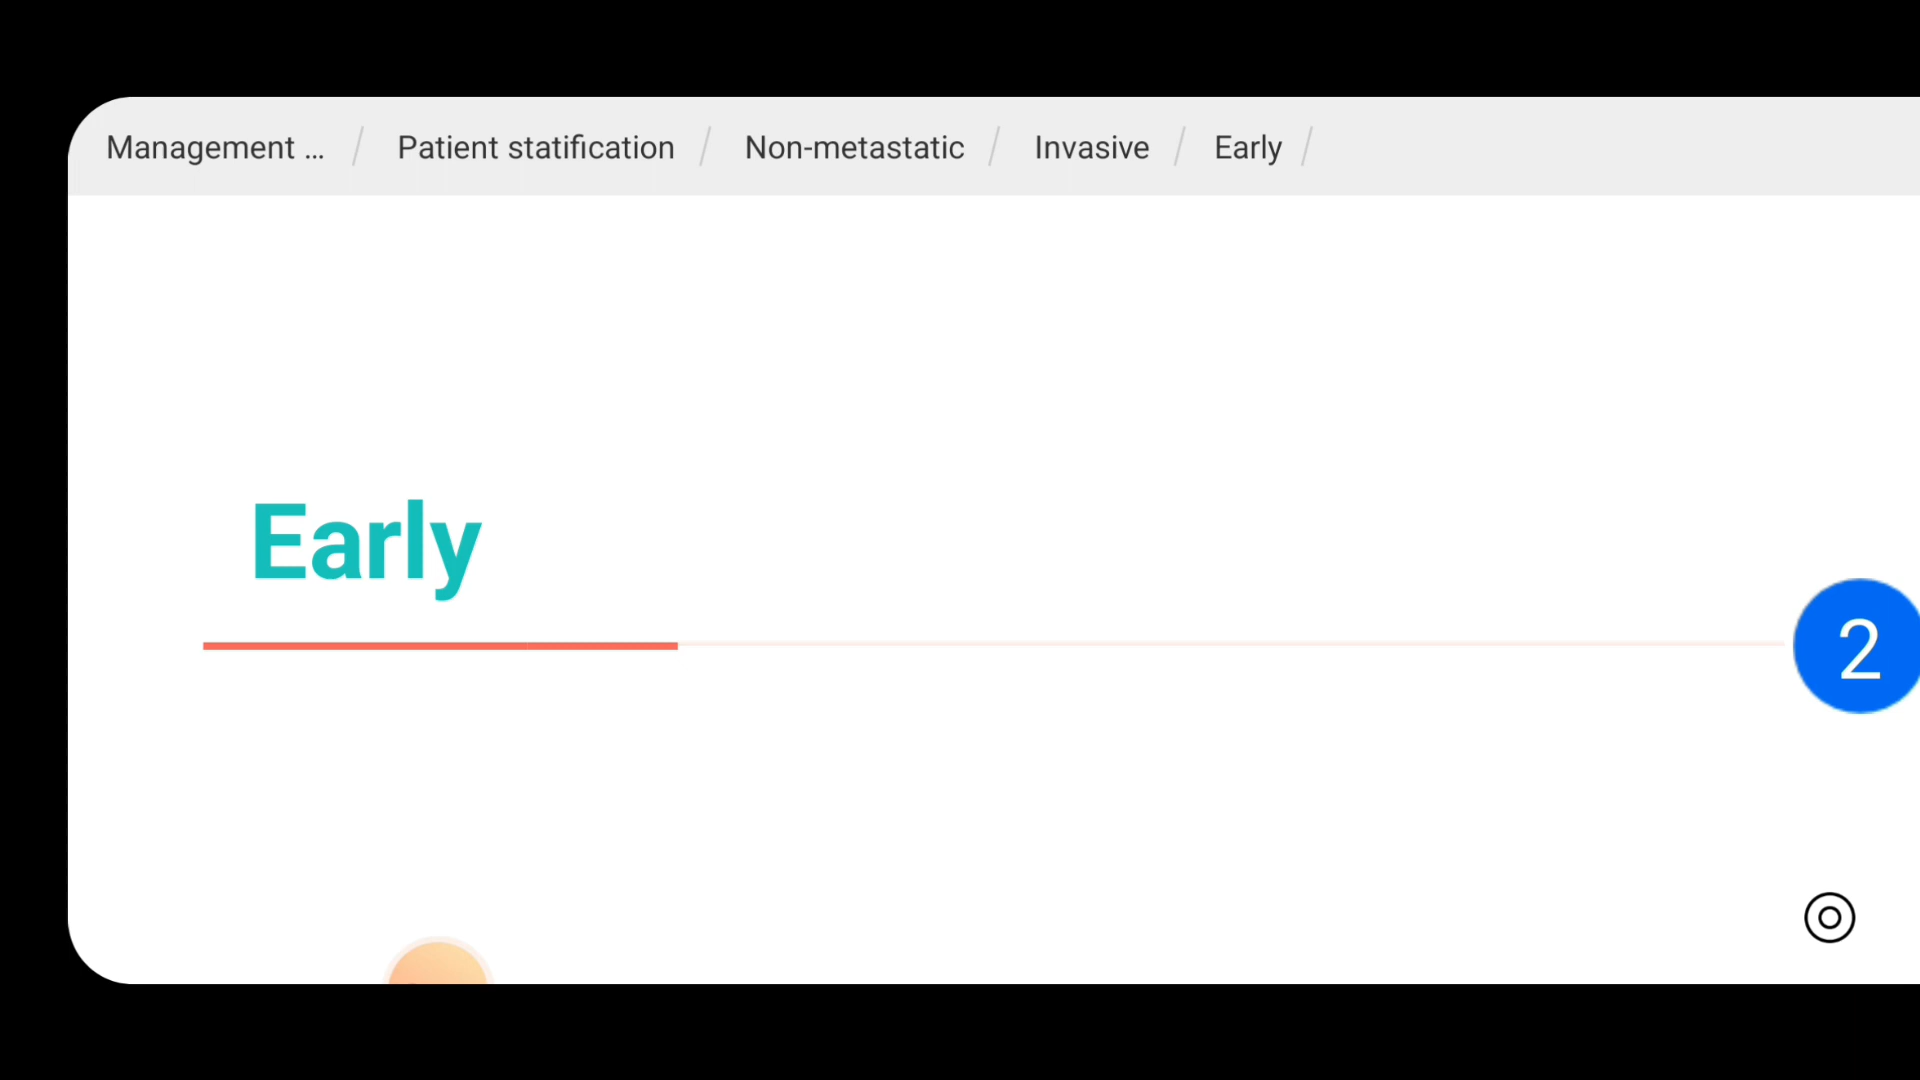 Management ... / Patient statification / Non-metastatic / Invasive / Early /
Early
2